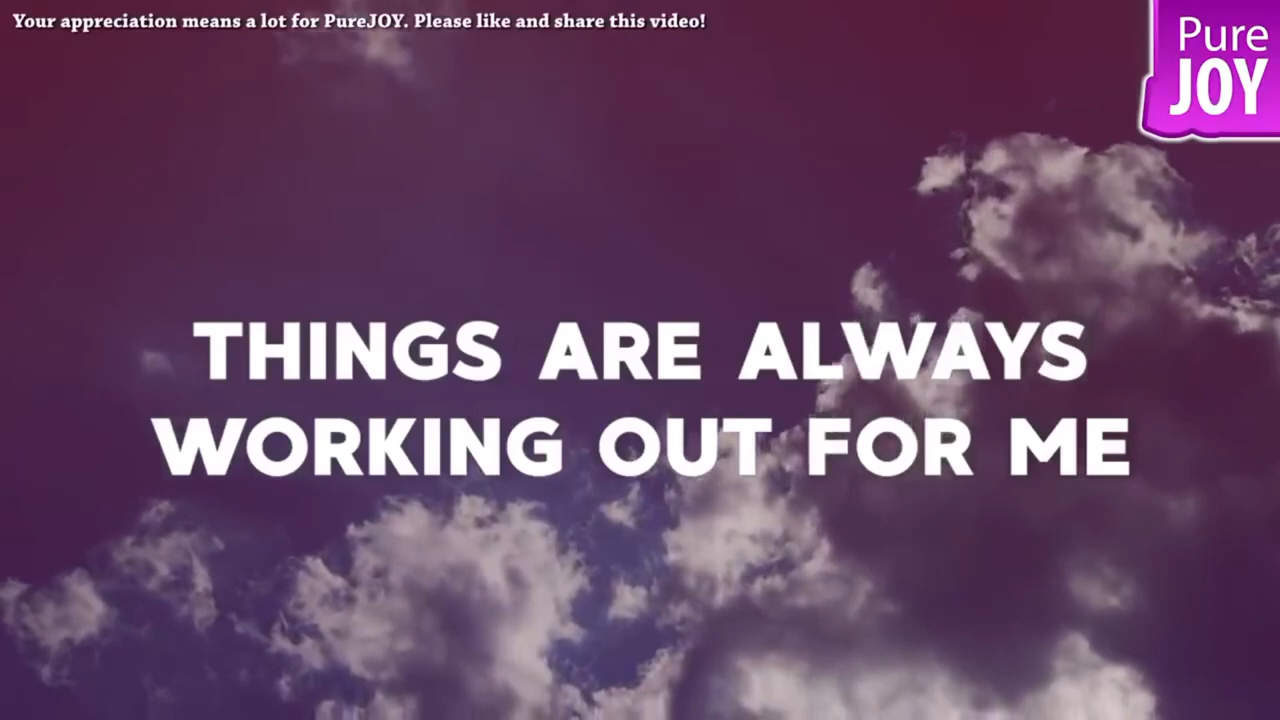 Your appreciation means a lot for PureJOY. Please like and share this video!
Pure
JOY
THINGS ARE ALWAYS
WORKING OUT FOR ME